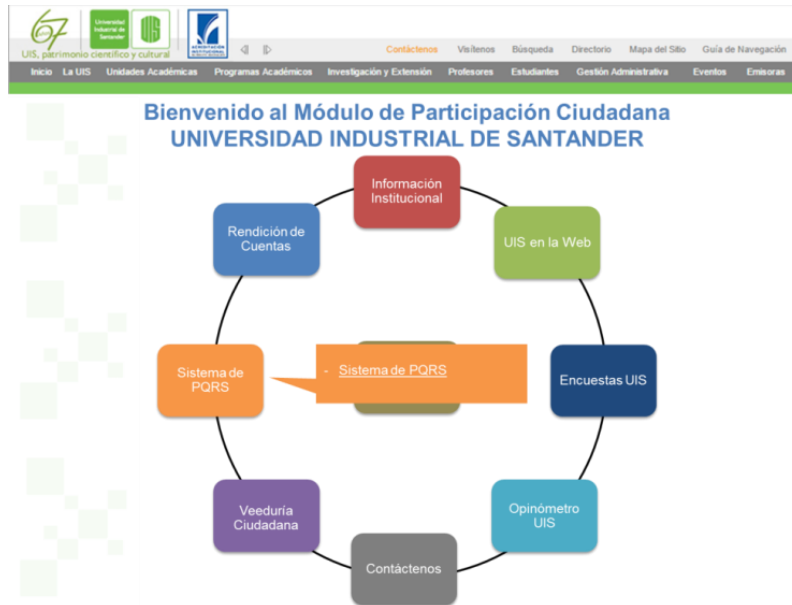 67
Universidad
Industrial de
Santander
UIS
ACREDITACIÓN
INSTITUCIONAL
UIS, patrimonio científico y cultural
Contáctenos Visítenos Búsqueda Directorio Mapa del Sitio Guía de Navegación
Inicio La UIS Unidades Académicas Programas Académicos Investigación y Extensión Profesores Estudiantes Gestión Administrativa Eventos Emisoras
Bienvenido al Módulo de Participación Ciudadana
UNIVERSIDAD INDUSTRIAL DE SANTANDER
Información
Institucional
Rendición de
Cuentas
UIS en la Web
Sistema de
PQRS
- Sistema de PQRS
Encuestas UIS
Veeduría
Ciudadana
Opinómetro
UIS
Contáctenos